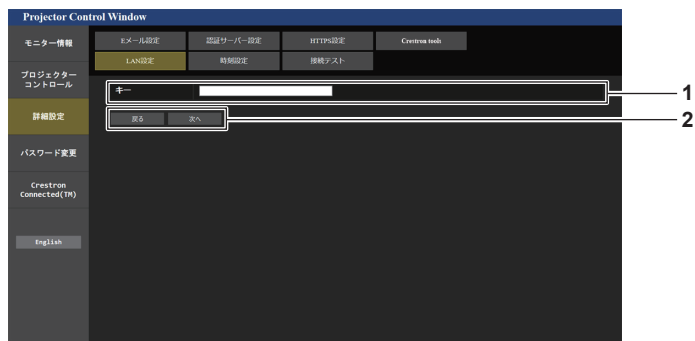 Projector Control Window
モニター情報
プロジェクター
コントロール
詳細設定
パスワード変更
Crestron
Connected(TM)
English
Eメール設定 認証サーバー設定 HTTPS設定 Crestron tools
LAN設定 時刻設定 接続テスト
キー
1
戻る 次へ
2